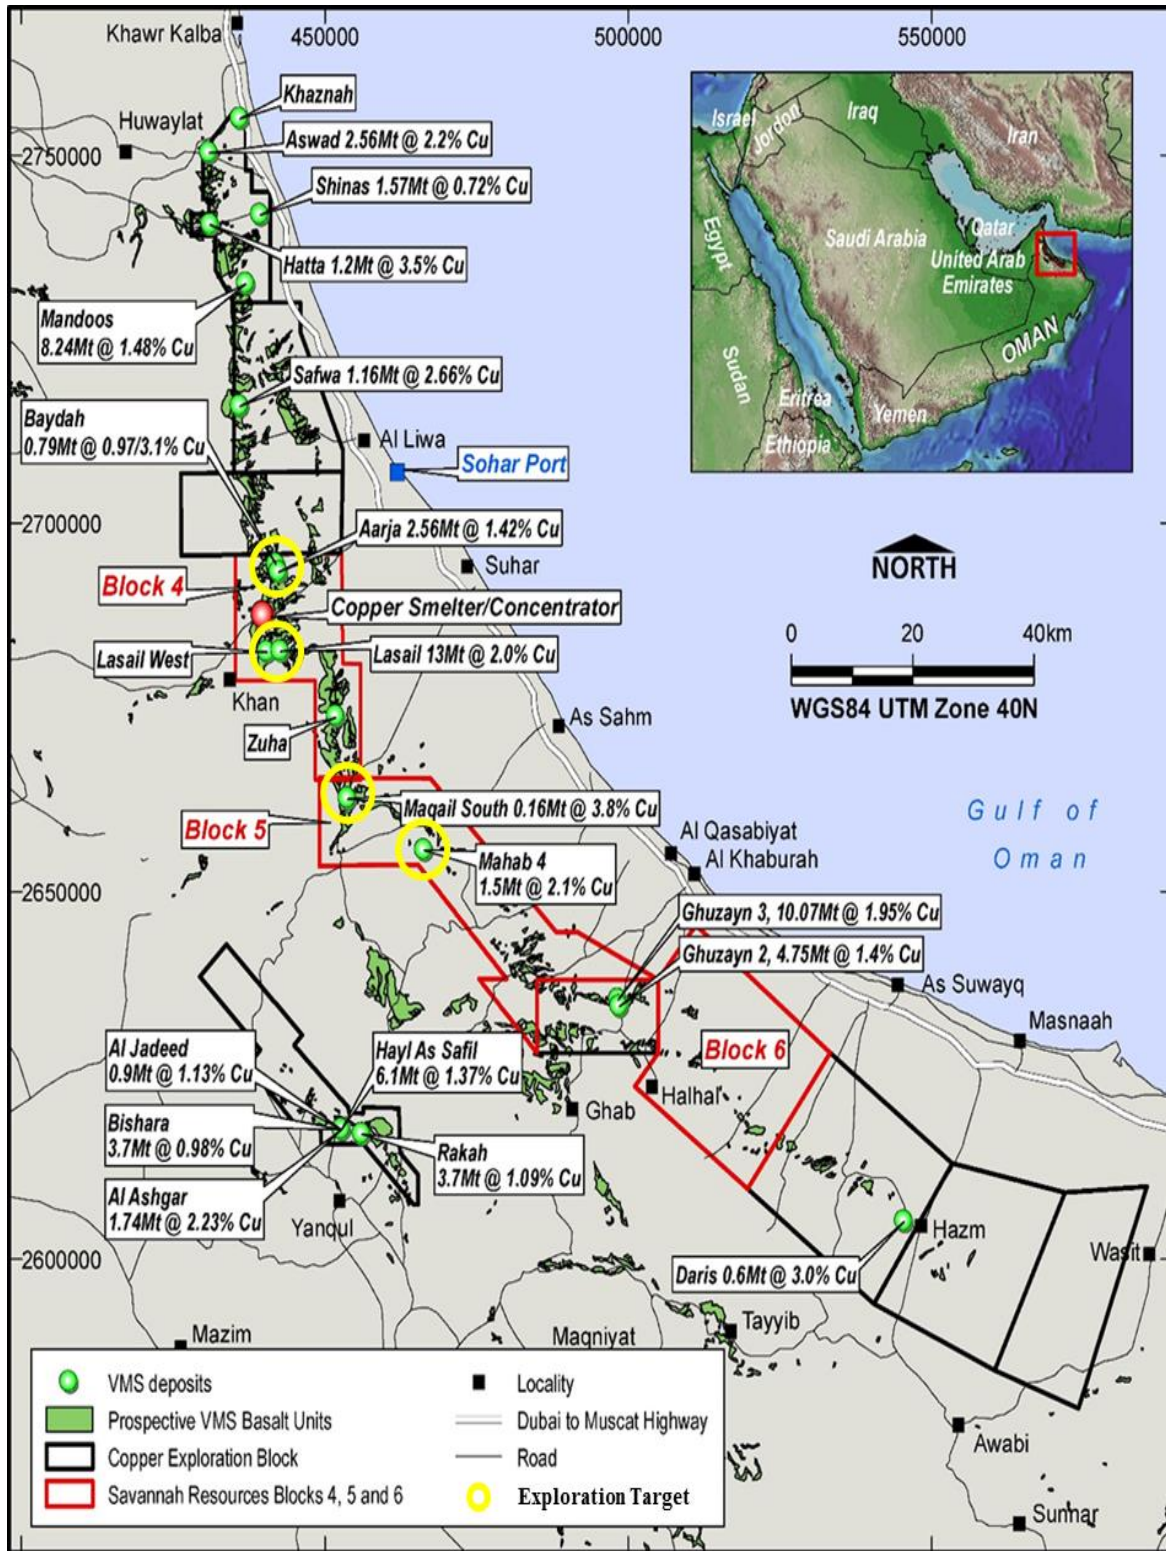 450000
500000
550000
Khawr Kalba
Khaznah
Huwaylat
Aswad 2.56Mt @ 2.2% Cu
2750000
Shinas 1.57Mt @ 0.72% Cu
Hatta 1.2Mt @ 3.5% Cu
Mandoos
8.24Mt @ 1.48% Cu
Safwa 1.16Mt @ 2.66% Cu
Baydah
0.79Mt @ 0.97/3.1% Cu
Al Liwa
Sohar Port
2700000
Aarja 2.56Mt @ 1.42% Cu
Suhar
Block 4
Copper Smelter/Concentrator
Lasail West
Lasail 13Mt @ 2.0% Cu
Khan
As Sahm
Zuha
Maqail South 0.16Mt @ 3.8% Cu
Block 5
Al Qasabiyat
Al Khaburah
Mahab 4
1.5Mt @ 2.1% Cu
2650000
Ghuzayn 3, 10.07Mt @ 1.95% Cu
Ghuzayn 2, 4.75Mt @ 1.4% Cu
As Suwayq
Masnaah
Block 6
Al Jadeed
0.9Mt @ 1.13% Cu
Hayl As Safil
6.1Mt @ 1.37% Cu
Halhal
Ghab
Bishara
3.7Mt @ 0.98% Cu
Rakah
3.7Mt @ 1.09% Cu
Al Ashgar
1.74Mt @ 2.23% Cu
Yanqul
Hazm
Wasit
2600000
Daris 0.6Mt @ 3.0% Cu
Mazim
Maqniyat
Tayyib
Awabi
Sunnar
Israel
Jordon
Iraq
Iran
Egypt
Saudi Arabia
Qatar
United Arab
Emirates
OMAN
Sudan
Eritrea
Yemen
Ethiopia
NORTH
0 20 40km
WGS84 UTM Zone 40N
Gulf of
Oman
VMS deposits
Prospective VMS Basalt Units
Copper Exploration Block
Savannah Resources Blocks 4, 5 and 6
Locality
Dubai to Muscat Highway
Road
Exploration Target